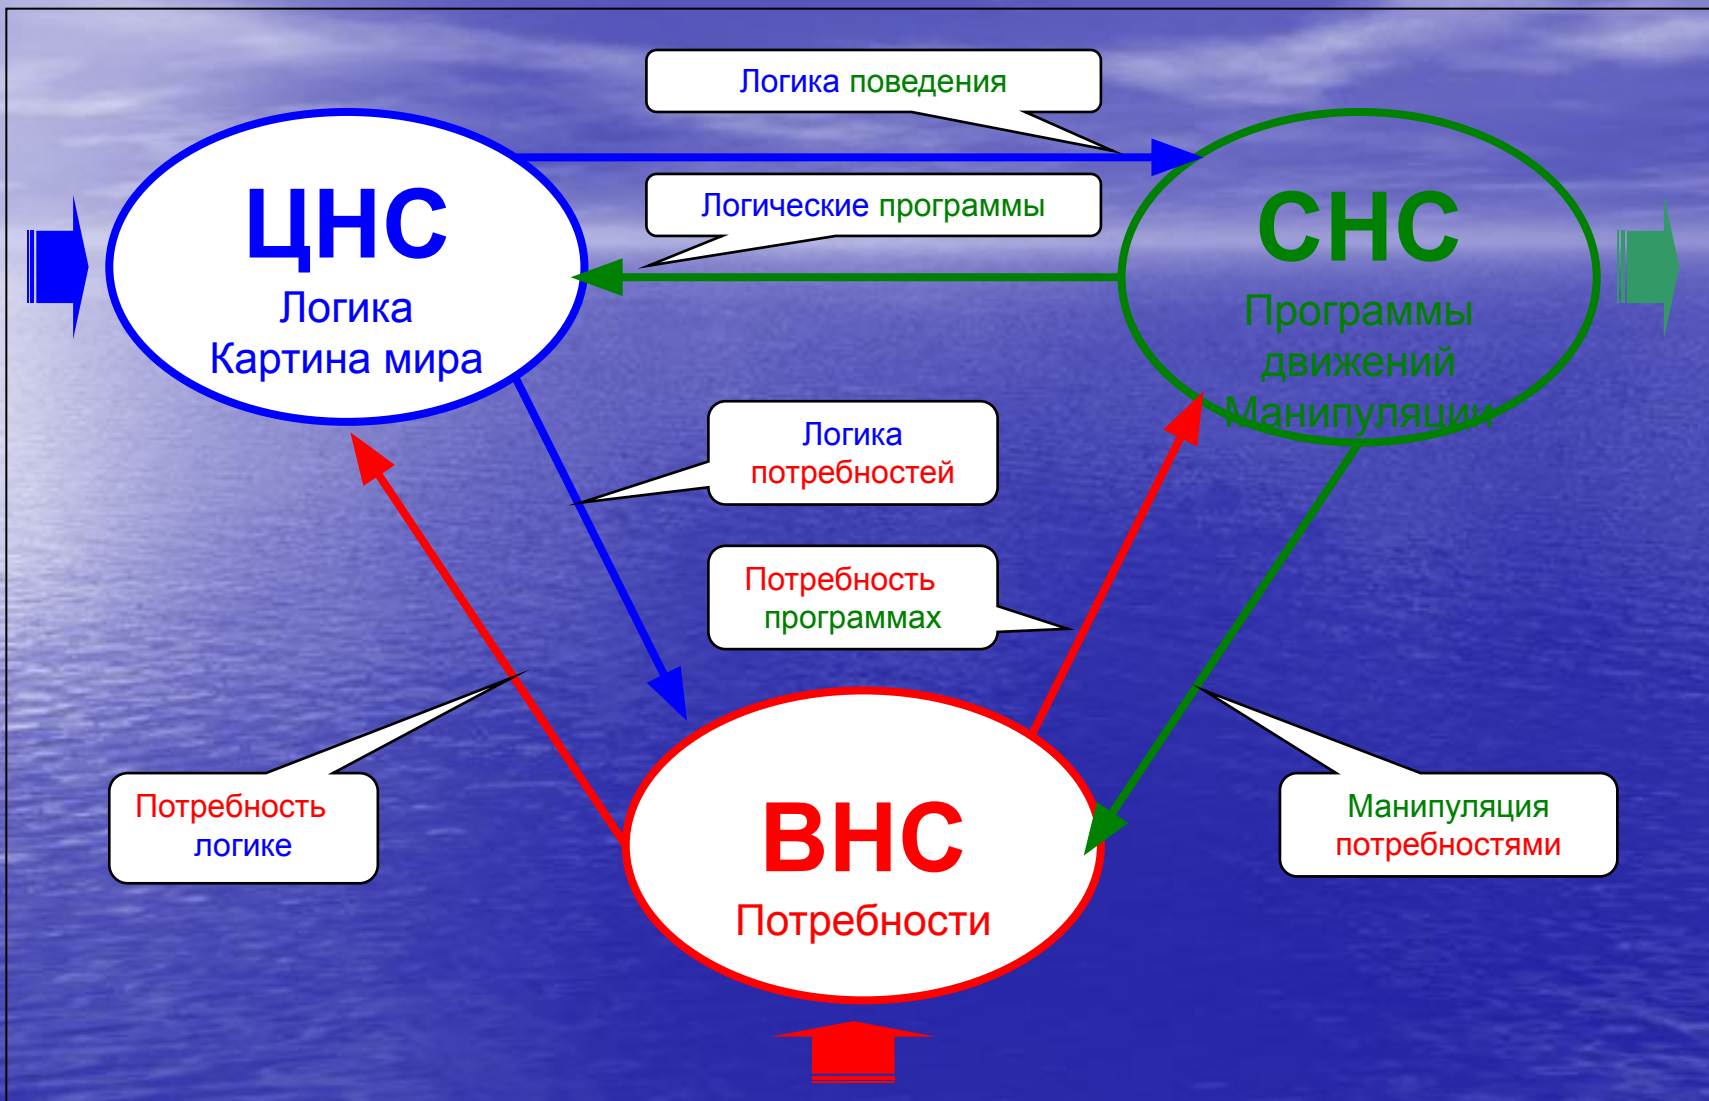 Логика поведения
Логические программы
ЦНС
Логика
Картина мира
СНС
Программы
движений
Манипуляции
Логика
потребностей
Потребность
программах
Потребность
логике
Манипуляция
потребностями
ВНС
Потребности